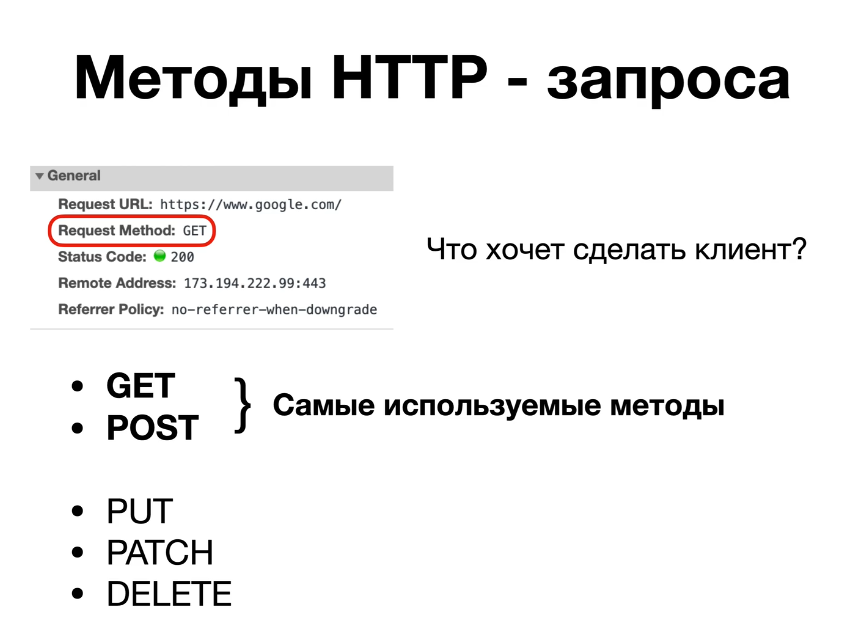 Методы HTTP - запроса
General
Request URL: https://www.google.com/
Request Method: GET
Status Code: 200
Remote Address: 173.194.222.99:443
Referrer Policy: no-referrer-when-downgrade
Что хочет сделать клиент?
• GET
• POST
} Самые используемые методы
• PUT
• PATCH
• DELETE